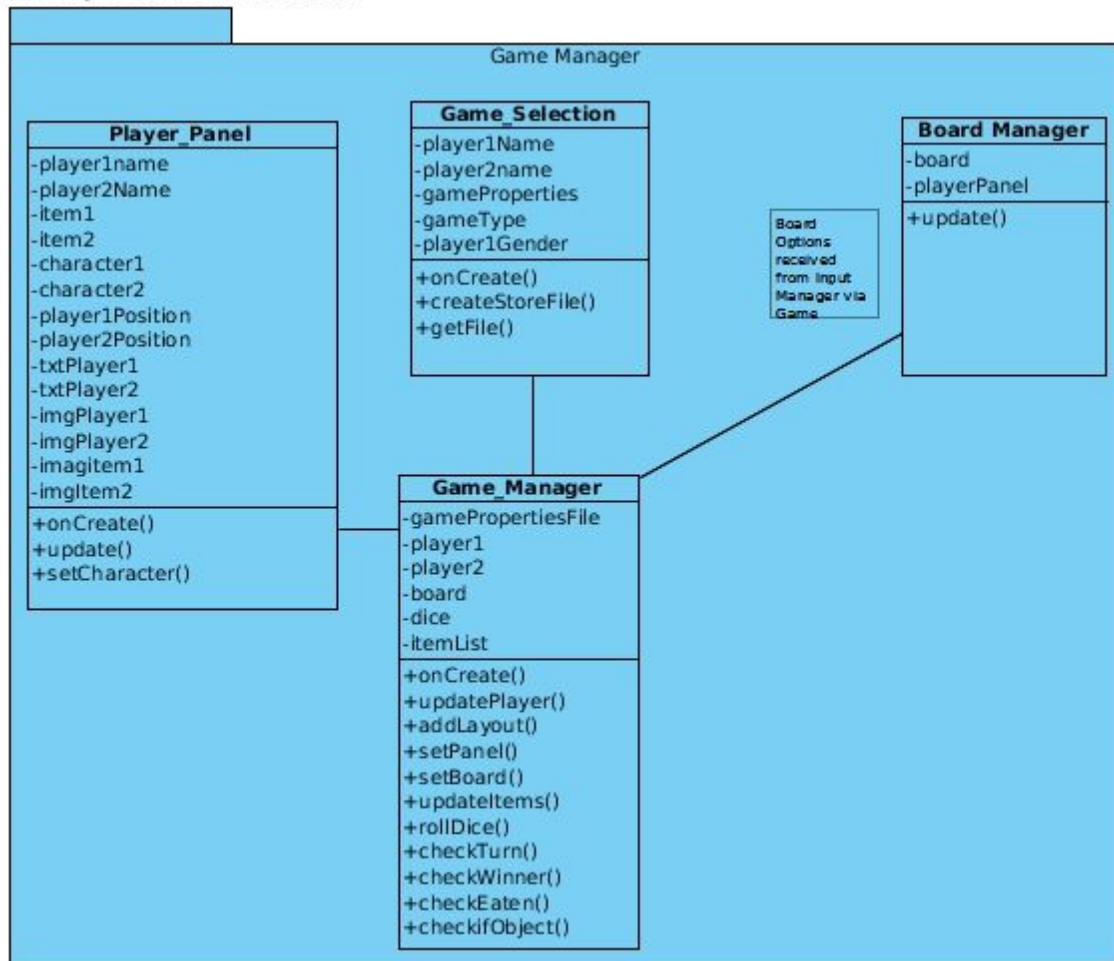 Game Manager
Player_Panel
-player1name
-player2Name
-item1
-item2
-character1
-character2
-player1Position
-player2Position
-txtPlayer1
-txtPlayer2
-imgPlayer1
-imgPlayer2
-imagitem1
-imgItem2
+onCreate()
+update()
+setCharacter()
Game_Selection
-player1Name
-player2name
-gameProperties
-gameType
-player1Gender
+onCreate()
+createStoreFile()
+getFile()
Board
Options
received
from Input
Manager via
Game
Board Manager
-board
-playerPanel
+update()
Game_Manager
-gamePropertiesFile
-player1
-player2
-board
-dice
-itemList
+onCreate()
+updatePlayer()
+addLayout()
+setPanel()
+setBoard()
+updateItems()
+rollDice()
+checkTurn()
+checkWinner()
+checkEaten()
+checkifObject()